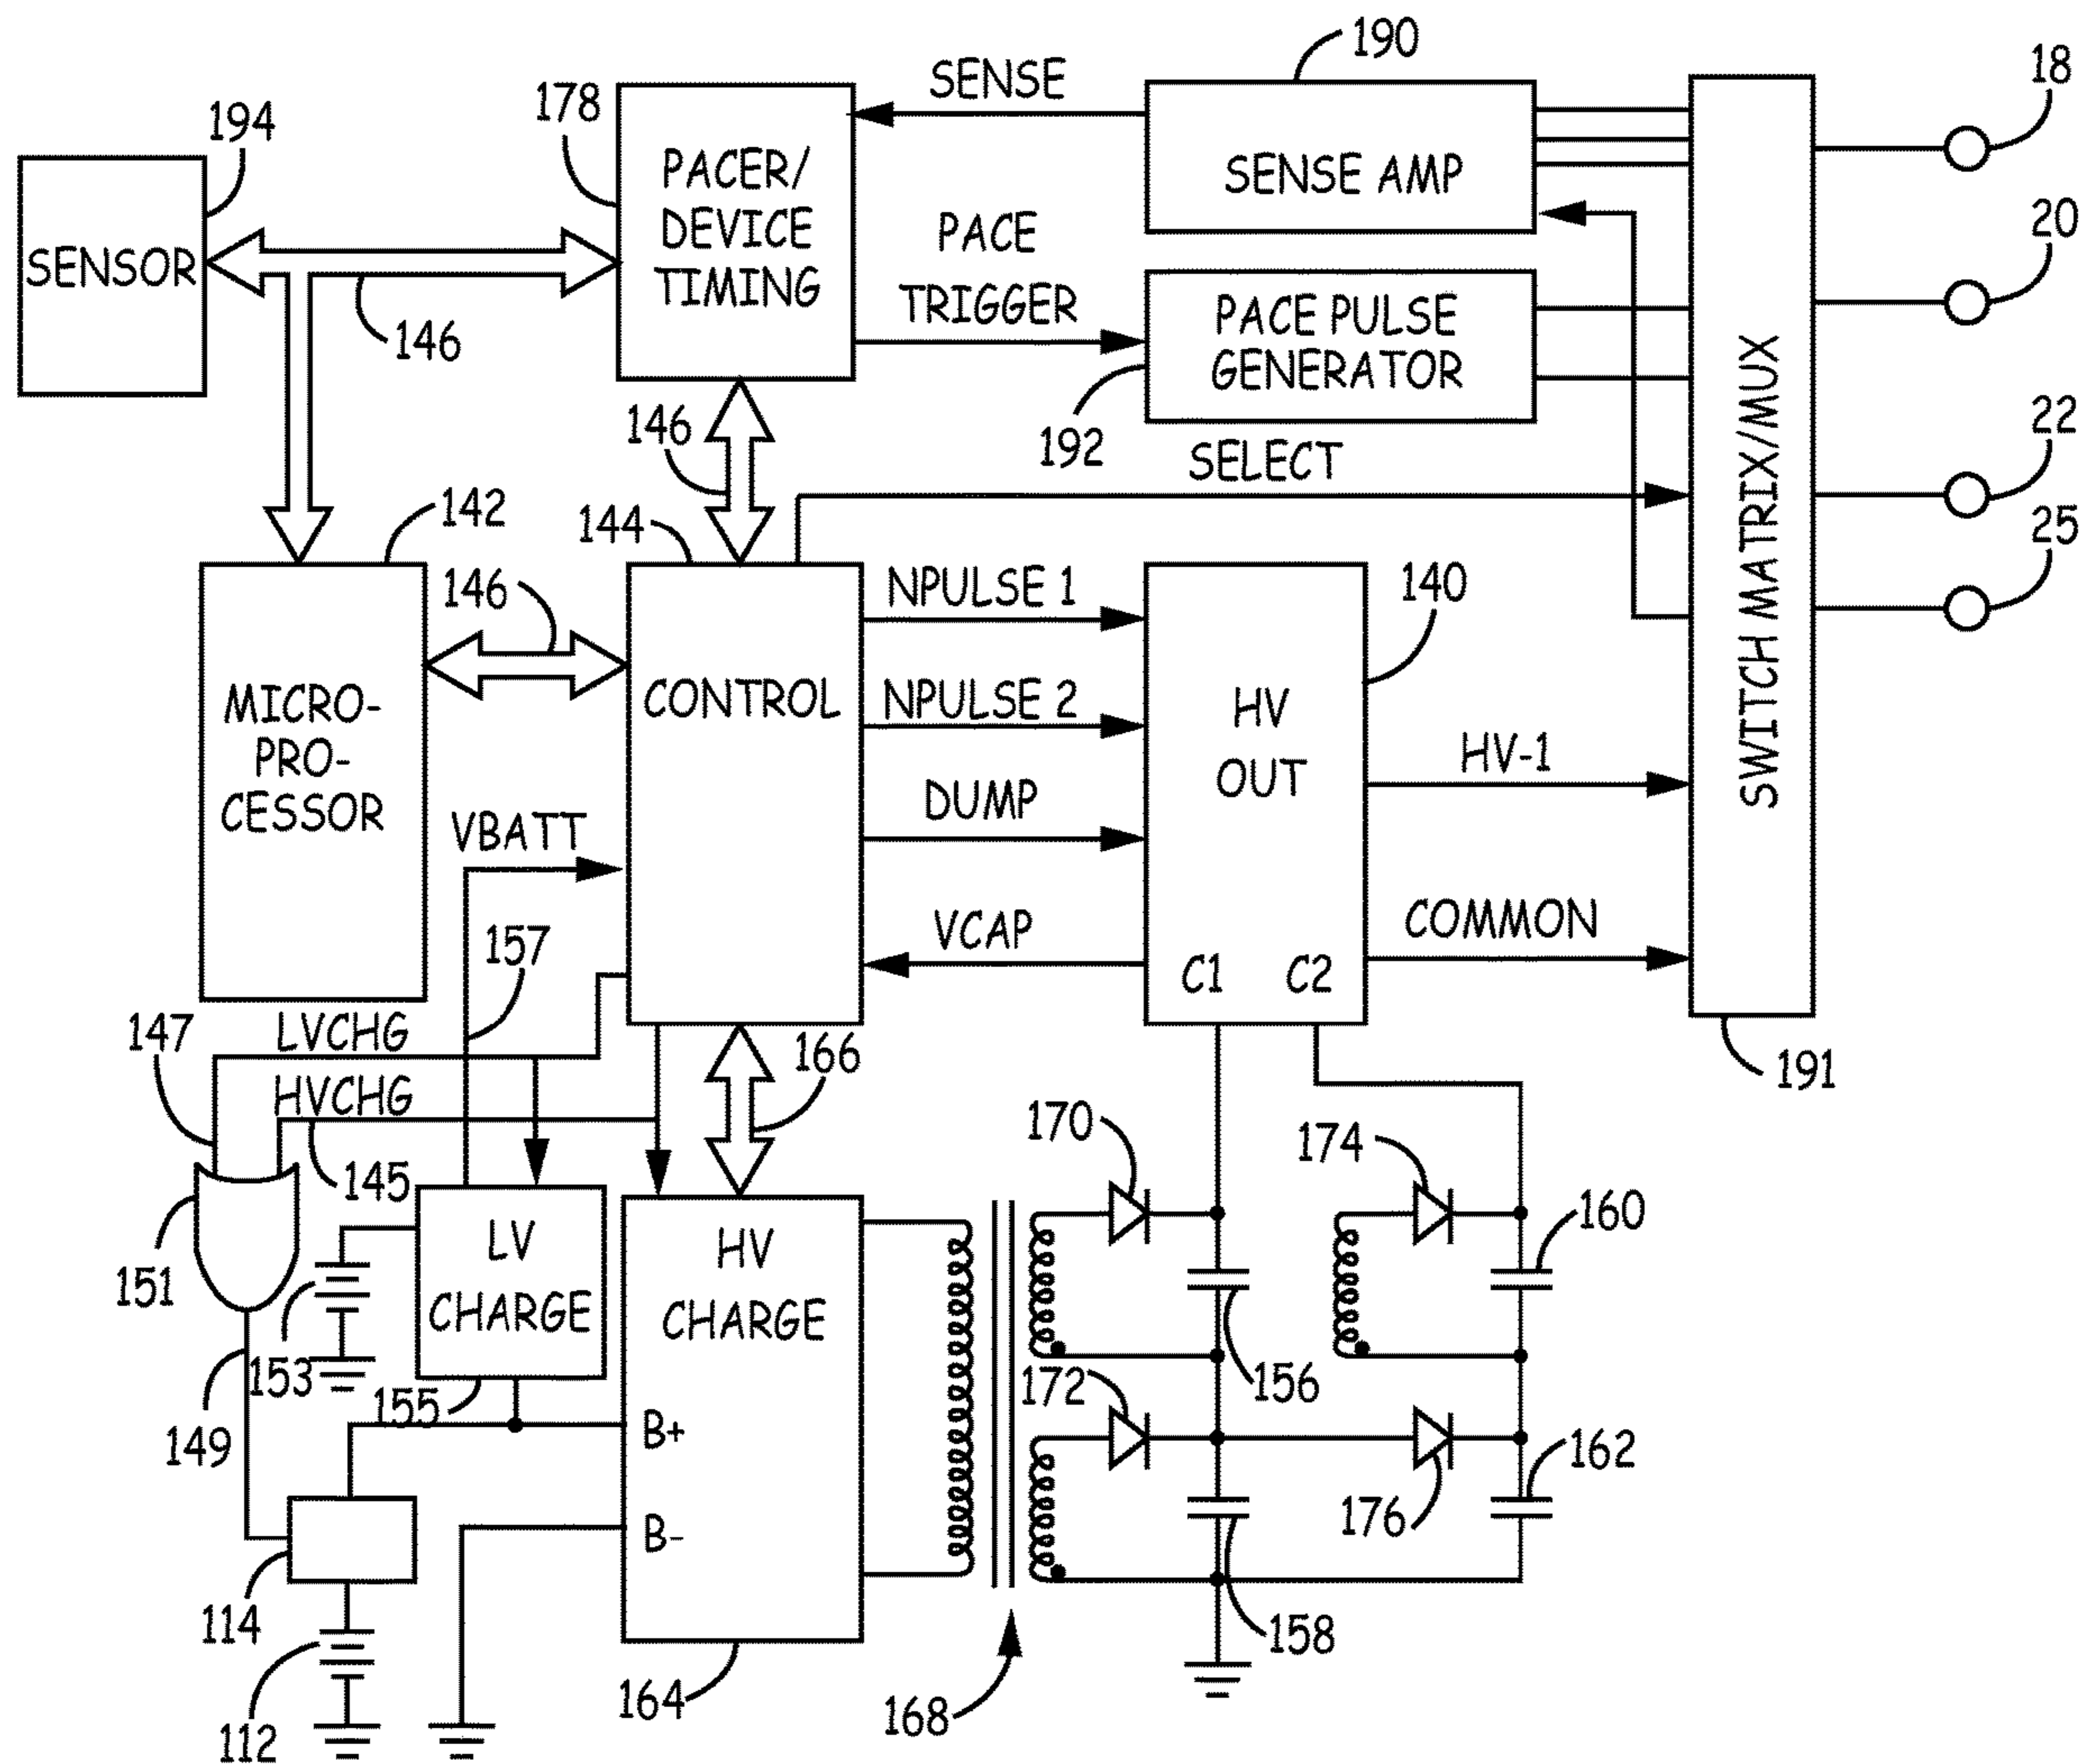 190
18
SENSE
178
194
PACER/
DEVICE
TIMING
SENSE AMP
20
SENSOR
PACE
TRIGGER
PACE PULSE
GENERATOR
146
146
192
SELECT
22
SWITCH MATRIX/MUX
142
144
25
146
NPULSE 1
140
MICRO-
PRO-
CESSOR
CONTROL
NPULSE 2
HV
OUT
HV-1
DUMP
VBATT
157
VCAP
COMMON
C1
C2
147
LVCHG
166
191
HVCHG
145
170
174
151
LV
CHARGE
HV
CHARGE
160
153
155
156
172
149
B+
162
176
B-
114
158
164
168
112